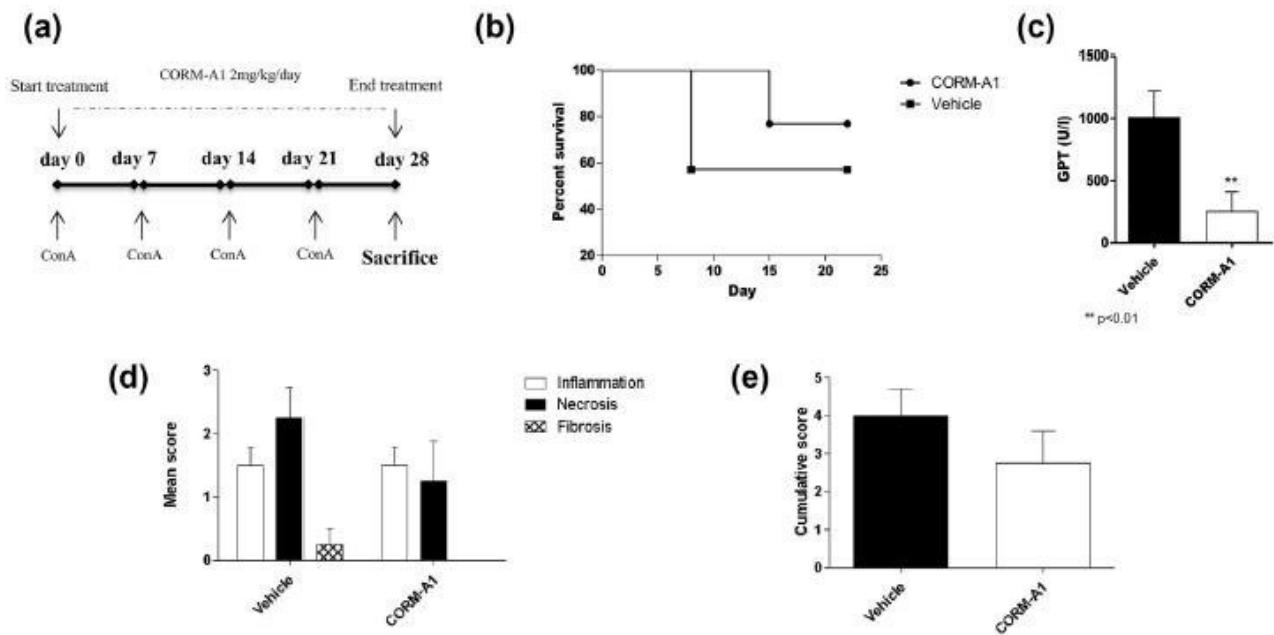 (a)
CORM-A1 2mg/kg/day
Start treatment
End treatment
day 0 day 7 day 14 day 21 day 28
ConA ConA ConA ConA Sacrifice
(b)
Percent survival
100
80
60
40
20
0 5 10 15 20 25
Day
CORM-A1
Vehicle
(c)
GPT (U/l)
1500
1000
500
0
Vehicle CORM-A1
** 
** p<0.01
(d)
Mean score
3
2
1
0
Vehicle CORM-A1
Inflammation
Necrosis
Fibrosis
(e)
Cumulative score
5
4
3
2
1
0
Vehicle CORM-A1